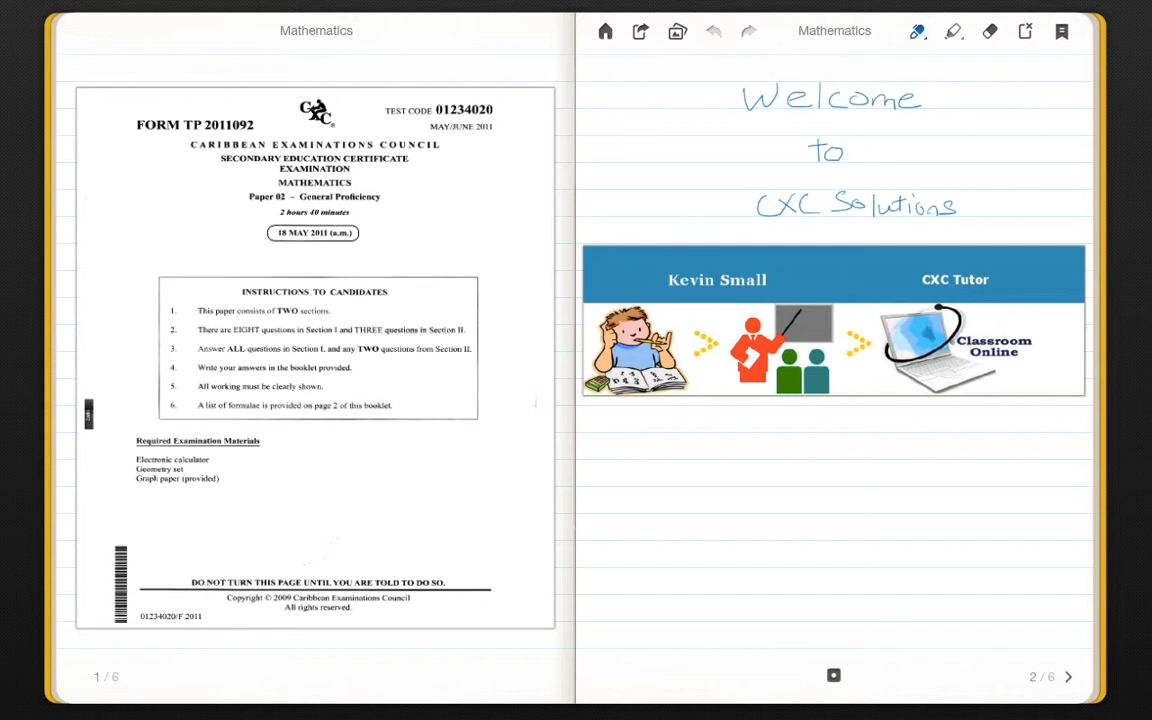 Mathematics
FORM TP 2011092
CXC
TEST CODE 01234020
MAY/JUNE 2011
CARIBBEAN EXAMINATIONS COUNCIL
SECONDARY EDUCATION CERTIFICATE
EXAMINATION
MATHEMATICS
Paper 02 – General Proficiency
2 hours 40 minutes
18 MAY 2011 (a.m.)
INSTRUCTIONS TO CANDIDATES
1. This paper consists of TWO sections.
2. There are EIGHT questions in Section I and THREE questions in Section II.
3. Answer ALL questions in Section I, and any TWO questions from Section II.
4. Write your answers in the booklet provided.
5. All working must be clearly shown.
6. A list of formulae is provided on page 2 of this booklet.
Required Examination Materials
Electronic calculator
Geometry set
Graph paper (provided)
DO NOT TURN THIS PAGE UNTIL YOU ARE TOLD TO DO SO.
Copyright © 2009 Caribbean Examinations Council
All rights reserved.
01234020/F 2011
1 / 6
Mathematics
Welcome
to
CXC Solutions
Kevin Small
CXC Tutor
Classroom
Online
2 / 6